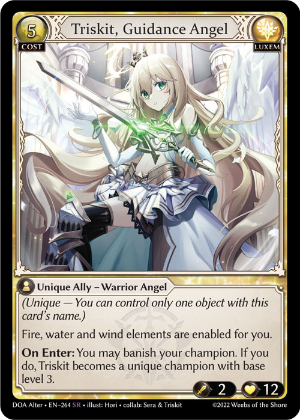 5
COST
Triskit, Guidance Angel
LUXEM
Unique Ally – Warrior Angel
(Unique — You can control only one object with this
card's name.)
Fire, water and wind elements are enabled for you.
On Enter: You may banish your champion. If you
do, Triskit becomes a unique champion with base
level 3.
2
12
DOA Alter • EN-264 SR • illust: Hori • collab: Sera & Triskit
©2022 Weebs of the Shore